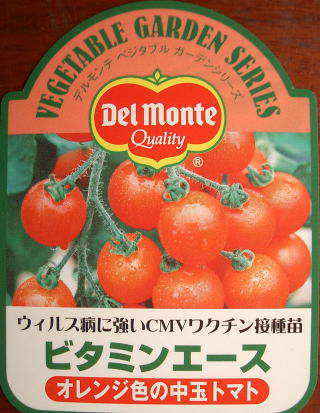 VEGETABLE GARDEN SERIES
デルモンテ ベジタブル ガーデンシリーズ
Del Monte
Quality
®
ウィルス病に強いCMVワクチン接種苗
ビタミンエース
オレンジ色の中玉トマト